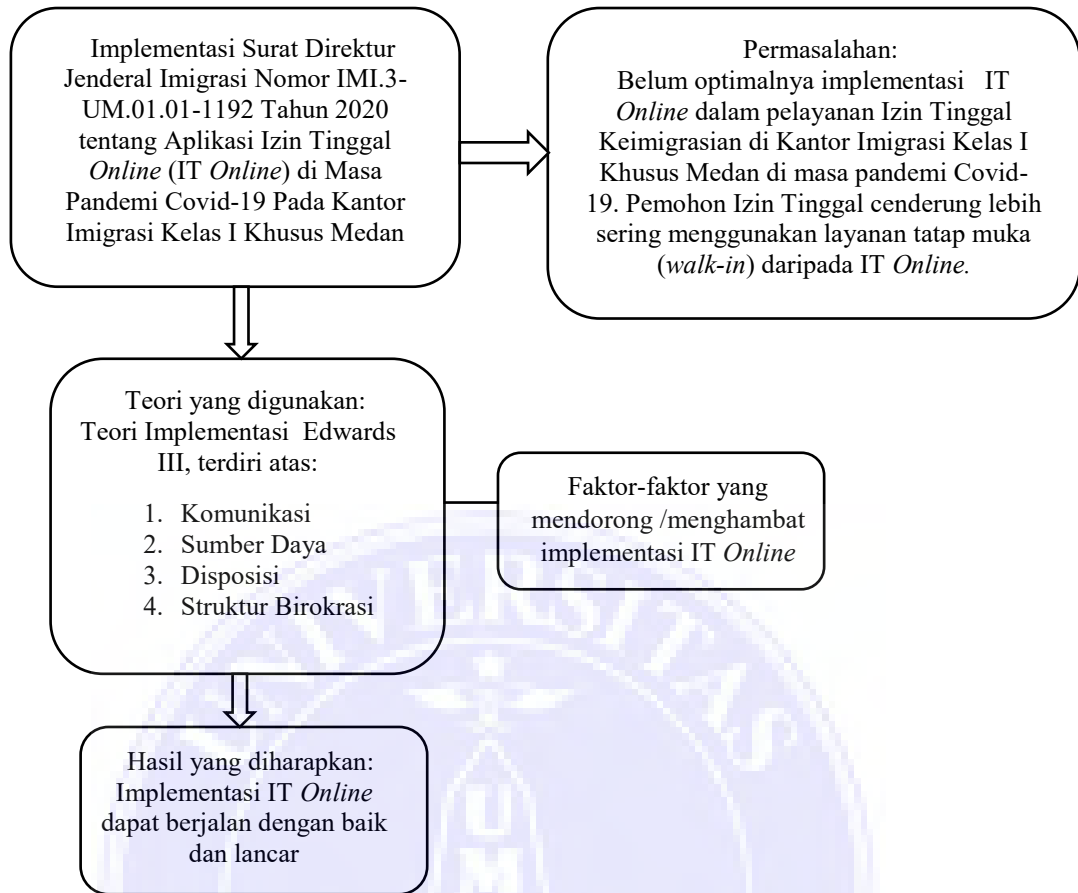 Implementasi Surat Direktur
Jenderal Imigrasi Nomor IMI.3-
UM.01.01-1192 Tahun 2020
tentang Aplikasi Izin Tinggal
Online (IT Online) di Masa
Pandemi Covid-19 Pada Kantor
Imigrasi Kelas I Khusus Medan
Permasalahan:
Belum optimalnya implementasi IT
Online dalam pelayanan Izin Tinggal
Keimigrasian di Kantor Imigrasi Kelas I
Khusus Medan di masa pandemi Covid-
19. Pemohon Izin Tinggal cenderung lebih
sering menggunakan layanan tatap muka
(walk-in) daripada IT Online.
Teori yang digunakan:
Teori Implementasi Edwards
III, terdiri atas:
1. Komunikasi
2. Sumber Daya
3. Disposisi
4. Struktur Birokrasi
Faktor-faktor yang
mendorong /menghambat
implementasi IT Online
Hasil yang diharapkan:
Implementasi IT Online
dapat berjalan dengan baik
dan lancar
UNIVERSITAS
UM